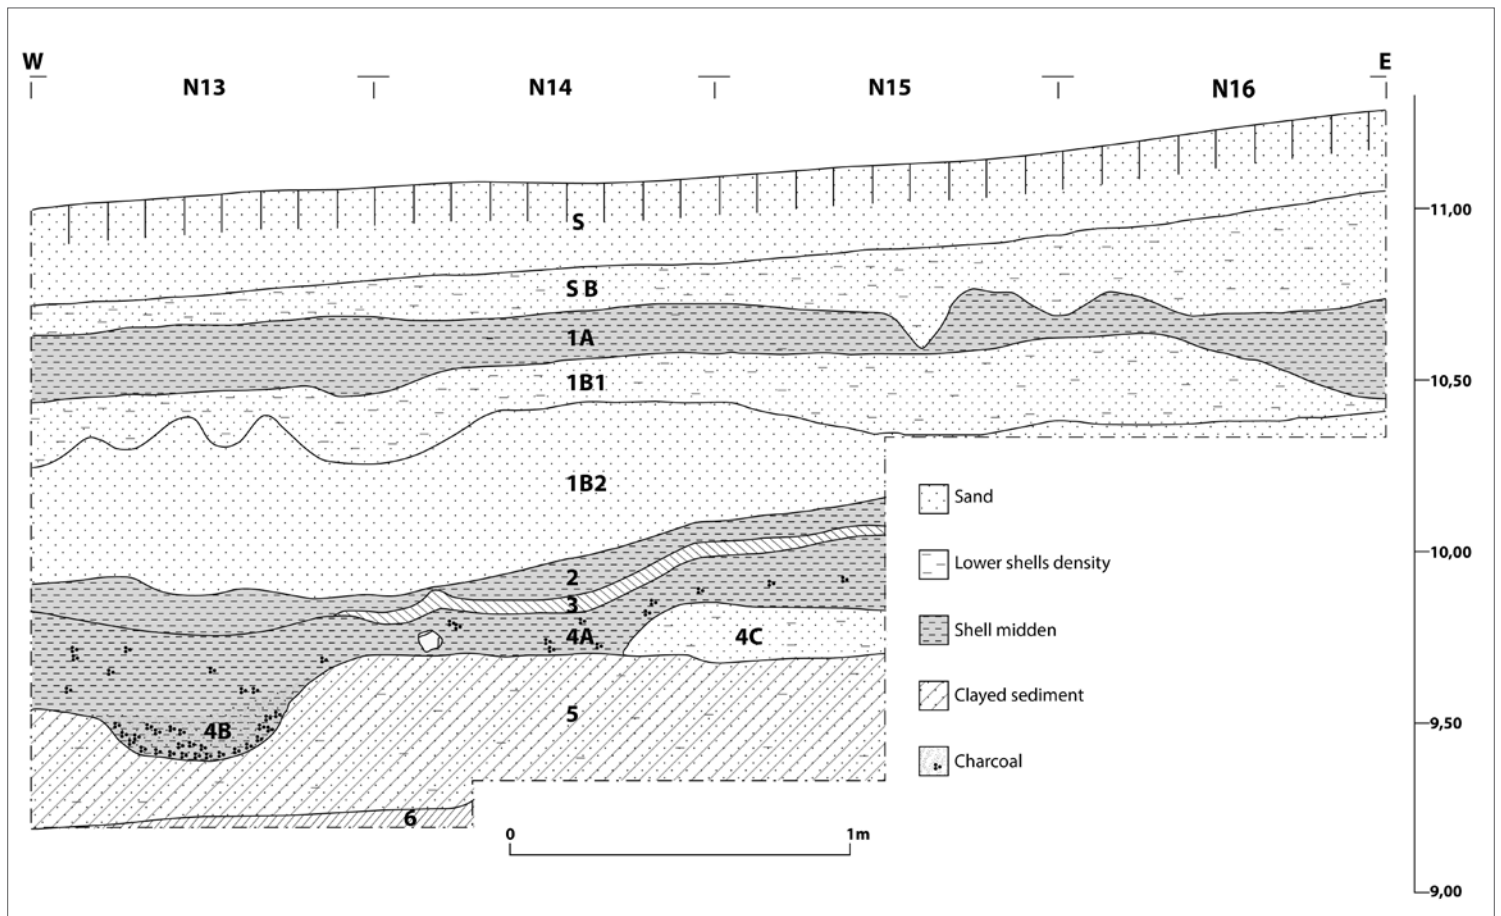 W
E
N13
N14
N15
N16
S
11,00
S B
1A
1B1
10,50
1B2
Sand
10,00
Lower shells density
2
3
4A
4C
Shell midden
5
Clayed sediment
4B
9,50
Charcoal
6
0
1m
9,00